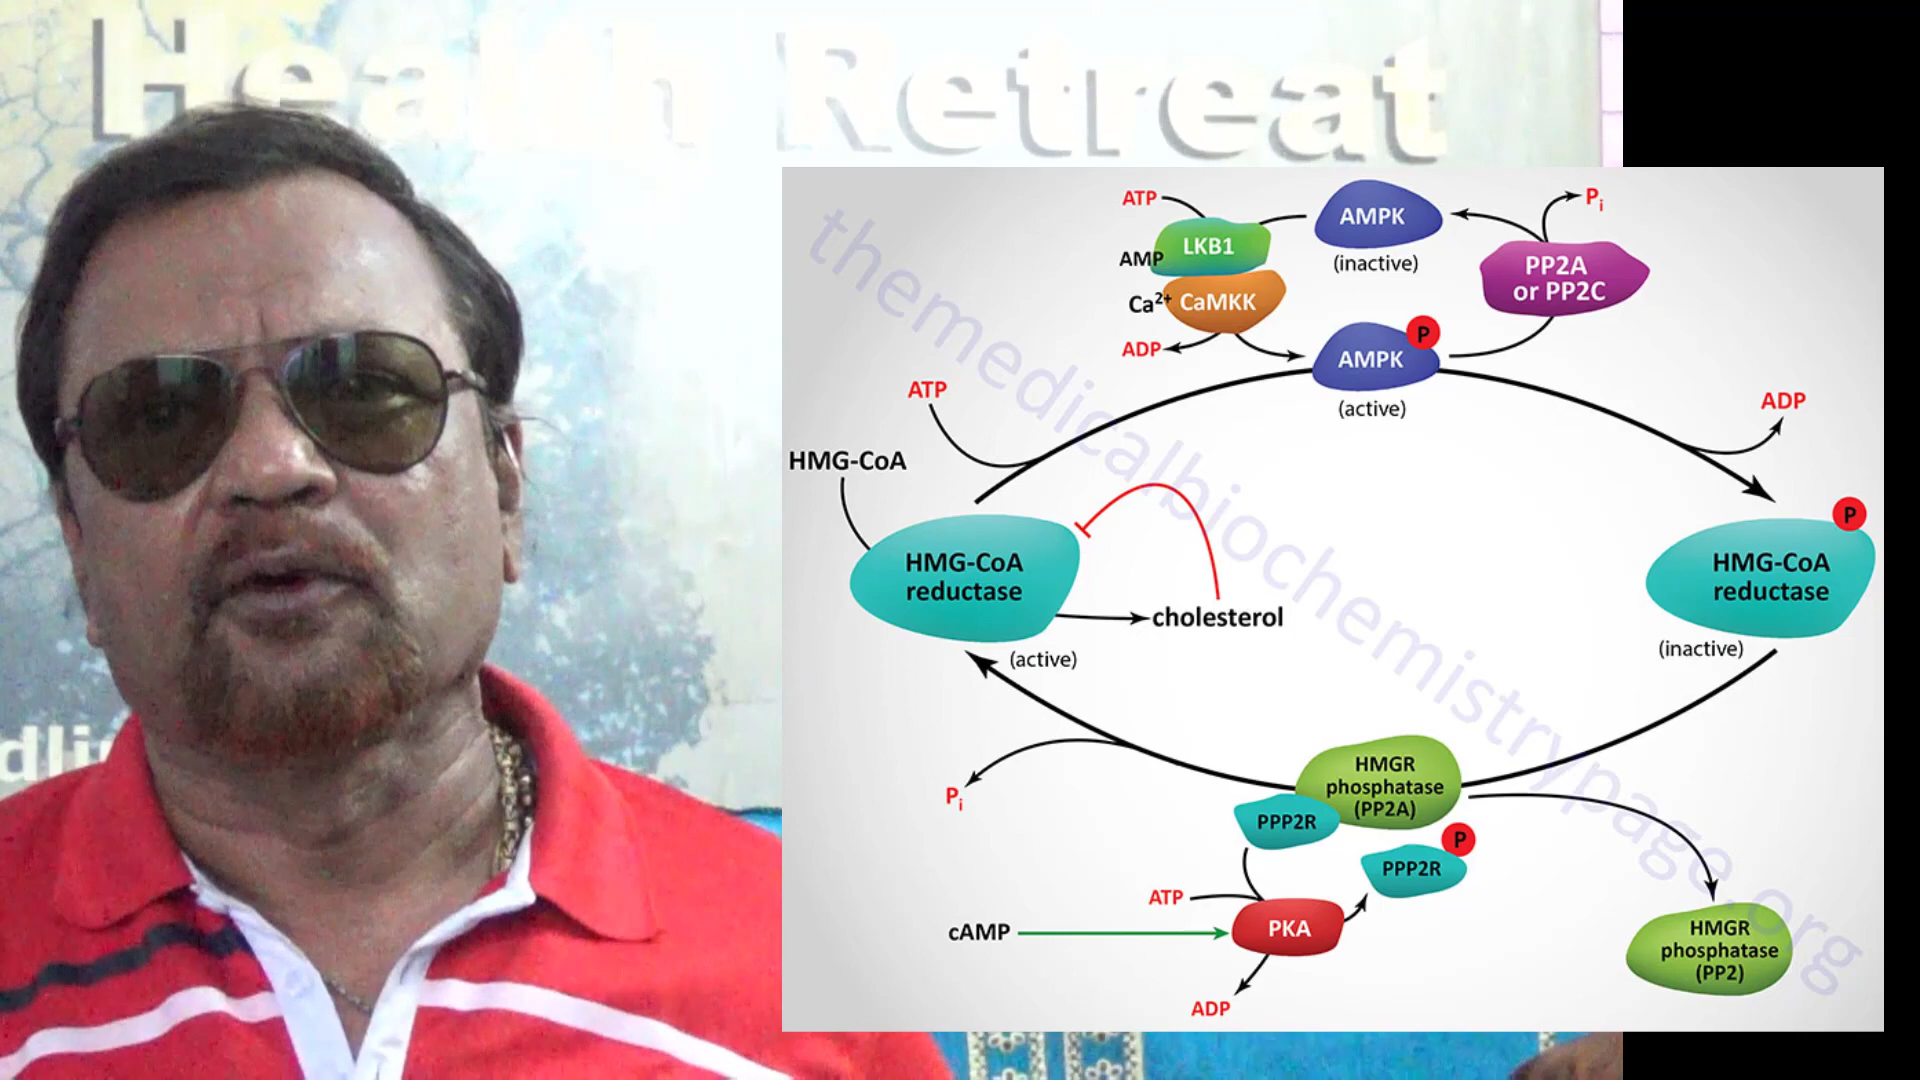 Health Retreat
dli
themedicalbiochemistrypage.org
ATP
AMPK
(inactive)
Pi
LKB1
AMP
PP2A
or PP2C
Ca2+
CaMKK
ADP
P
AMPK
(active)
ATP
ADP
HMG-CoA
P
HMG-CoA
reductase
HMG-CoA
reductase
cholesterol
(active)
(inactive)
Pi
HMGR
phosphatase
(PP2A)
PPP2R
P
PPP2R
ATP
cAMP
PKA
HMGR
phosphatase
(PP2)
ADP